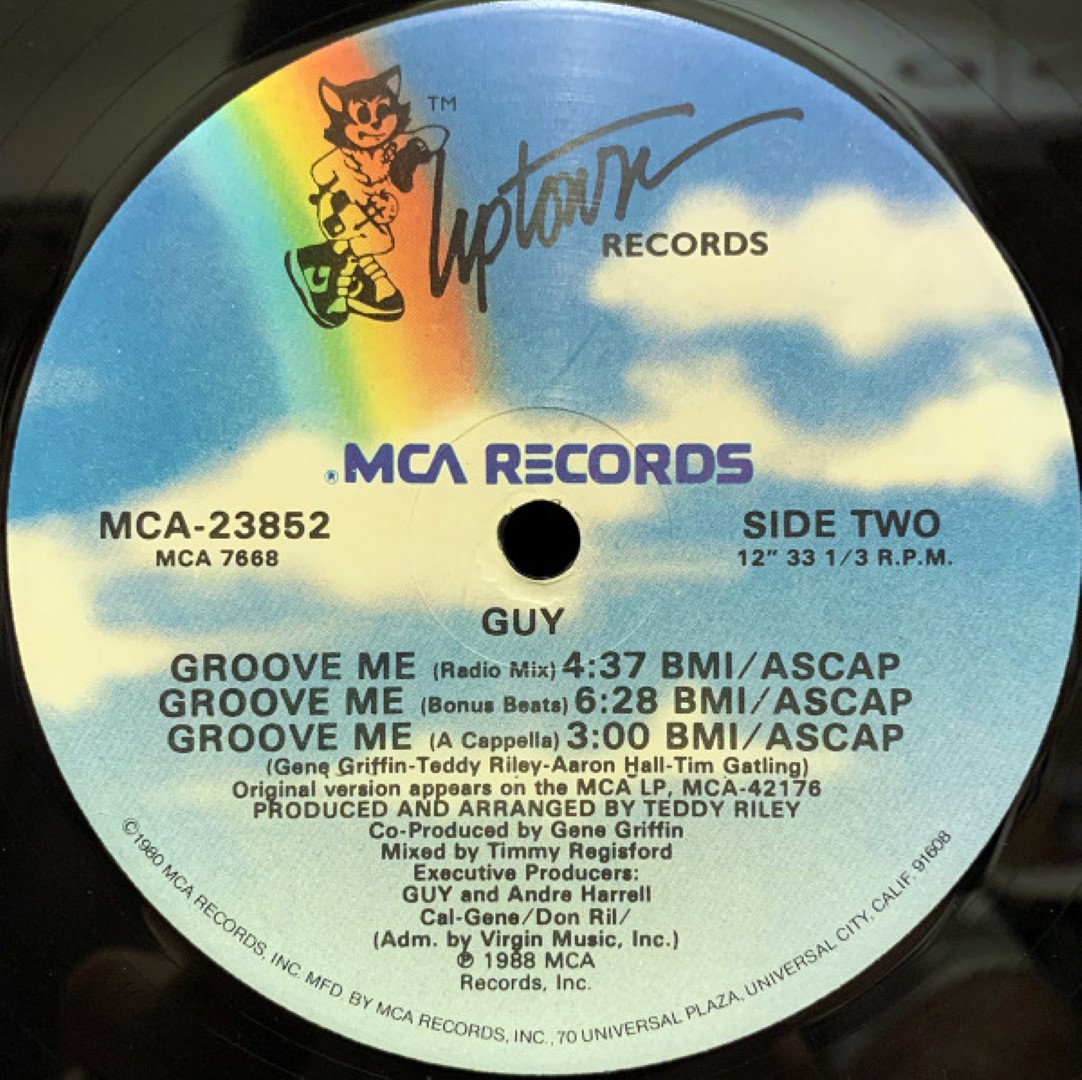 TM
Uptown
RECORDS
® MCA RECORDS
MCA-23852
MCA 7668
SIDE TWO
12" 33 1/3 R.P.M.
GUY
GROOVE ME (Radio Mix) 4:37 BMI/ASCAP
GROOVE ME (Bonus Beats) 6:28 BMI/ASCAP
GROOVE ME (A Cappella) 3:00 BMI/ASCAP
(Gene Griffin-Teddy Riley-Aaron Hall-Tim Gatling)
Original version appears on the MCA LP, MCA-42176
PRODUCED AND ARRANGED BY TEDDY RILEY
Co-Produced by Gene Griffin
Mixed by Timmy Regisford
Executive Producers:
GUY and Andre Harrell
Cal-Gene/Don Ril/
(Adm. by Virgin Music, Inc.)
℗ 1988 MCA
Records, Inc.
©1980 MCA RECORDS, INC. MFD. BY MCA RECORDS, INC., 70 UNIVERSAL PLAZA, UNIVERSAL CITY, CALIF. 91608